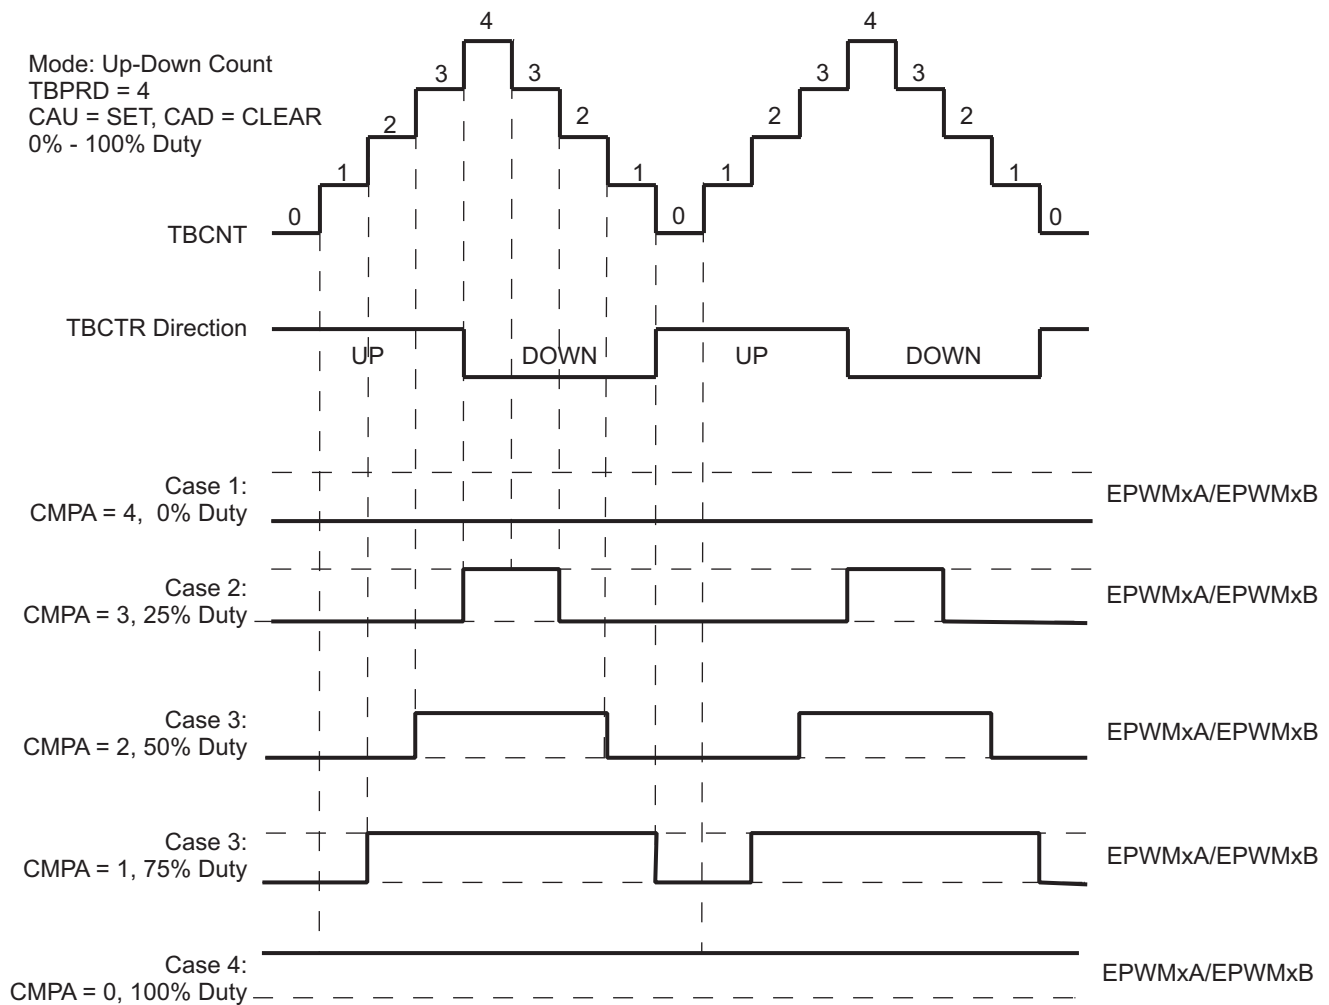 Mode: Up-Down Count
TBPRD = 4
CAU = SET, CAD = CLEAR
0% - 100% Duty
4
4
3
3
3
3
2
2
2
2
1
1
1
1
0
0
0
TBCNT
TBCTR Direction
UP
DOWN
UP
DOWN
Case 1:
CMPA = 4, 0% Duty
EPWMxA/EPWMxB
Case 2:
CMPA = 3, 25% Duty
EPWMxA/EPWMxB
Case 3:
CMPA = 2, 50% Duty
EPWMxA/EPWMxB
Case 3:
CMPA = 1, 75% Duty
EPWMxA/EPWMxB
Case 4:
CMPA = 0, 100% Duty
EPWMxA/EPWMxB